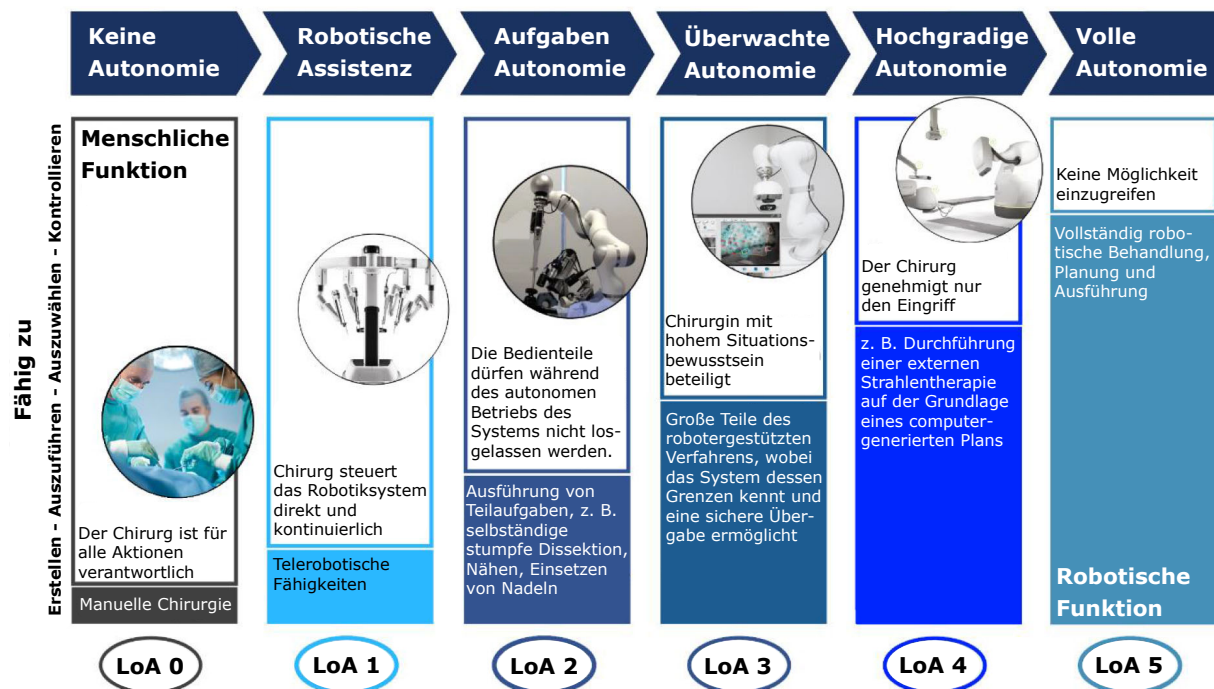 Keine
Autonomie
Robotische
Assistenz
Aufgaben
Autonomie
Überwachte
Autonomie
Hochgradige
Autonomie
Volle
Autonomie
Fähig zu
Erstellen - Auszuführen - Auszuwählen - Kontrollieren
Menschliche
Funktion
Der Chirurg ist für
alle Aktionen
verantwortlich
Manuelle Chirurgie
Chirurg steuert
das Robotiksystem
direkt und
kontinuierlich
Telerobotische
Fähigkeiten
Die Bedienteile
dürfen während
des autonomen
Betriebs des
Systems nicht los-
gelassen werden.
Ausführung von
Teilaufgaben, z. B.
selbständige
stumpfe Dissektion,
Nähen, Einsetzen
von Nadeln
Chirurgin mit
hohem Situations-
bewusstsein
beteiligt
Große Teile des
robotergestützten
Verfahrens, wobei
das System dessen
Grenzen kennt und
eine sichere Über-
gabe ermöglicht
Der Chirurg
genehmigt nur
den Eingriff
z. B. Durchführung
einer externen
Strahlentherapie
auf der Grundlage
eines computer-
generierten Plans
Keine Möglichkeit
einzugreifen
Vollständig robo-
tische Behandlung,
Planung und
Ausführung
Robotische
Funktion
LoA 0
LoA 1
LoA 2
LoA 3
LoA 4
LoA 5